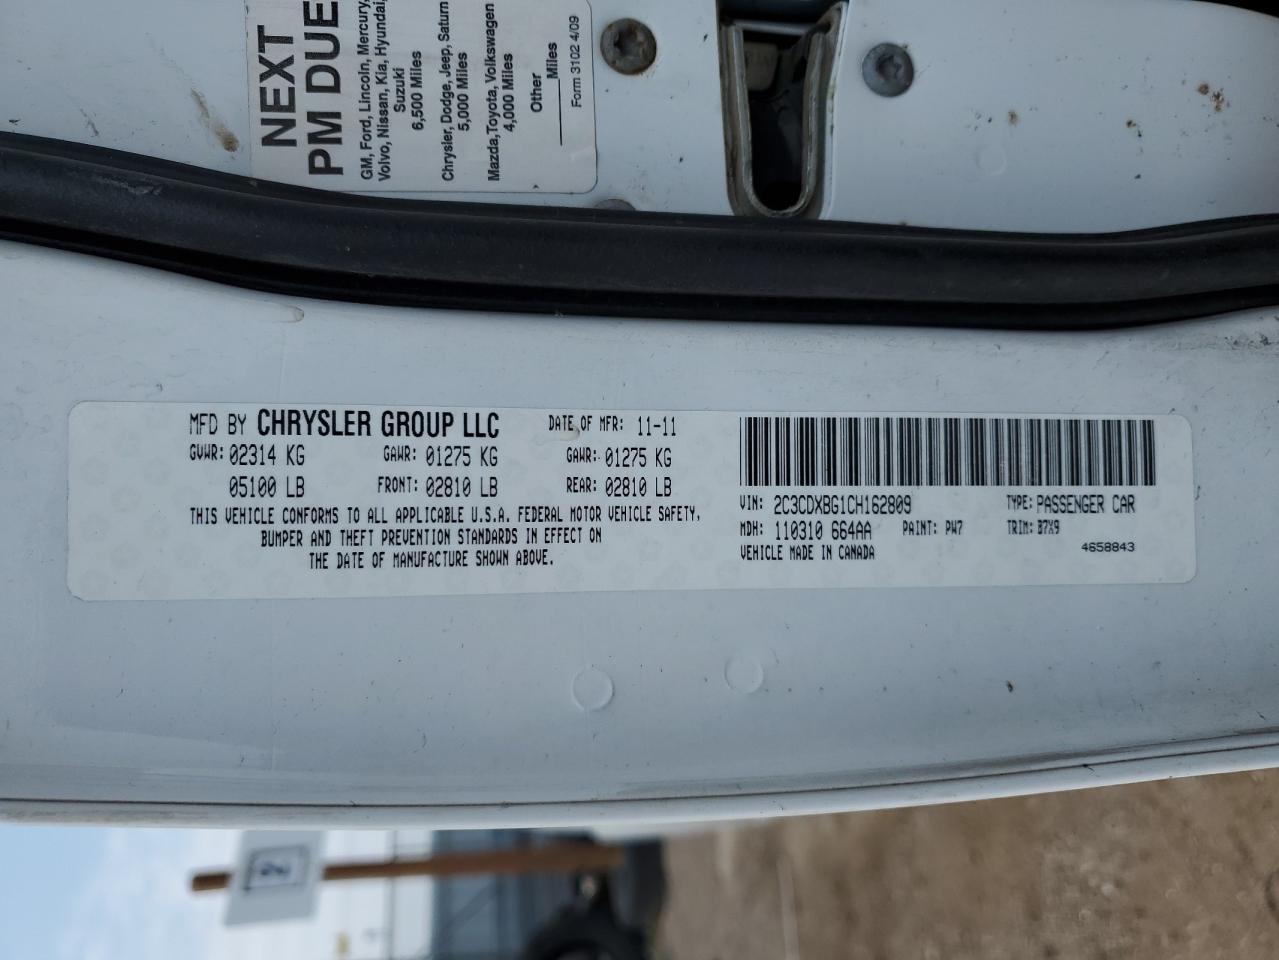 NEXT
PM DUE
GM, Ford, Lincoln, Mercury,
Volvo, Nissan, Kia, Hyundai,
Suzuki
6,500 Miles
Chrysler, Dodge, Jeep, Saturn
5,000 Miles
Mazda, Toyota, Volkswagen
4,000 Miles
Other
Miles
Form 3102 4/09
MFD BY CHRYSLER GROUP LLC DATE OF MFR: 11-11
GVWR: 02314 KG GAWR: 01275 KG GAWR: 01275 KG
05100 LB FRONT: 02810 LB REAR: 02810 LB
THIS VEHICLE CONFORMS TO ALL APPLICABLE U.S.A. FEDERAL MOTOR VEHICLE SAFETY,
BUMPER AND THEFT PREVENTION STANDARDS IN EFFECT ON
THE DATE OF MANUFACTURE SHOWN ABOVE.
VIN: 2C3CDXBG1CH162809 TYPE: PASSENGER CAR
MDH: 110310 664AA PAINT: PW7 TRIM: B7X9
VEHICLE MADE IN CANADA 4658843